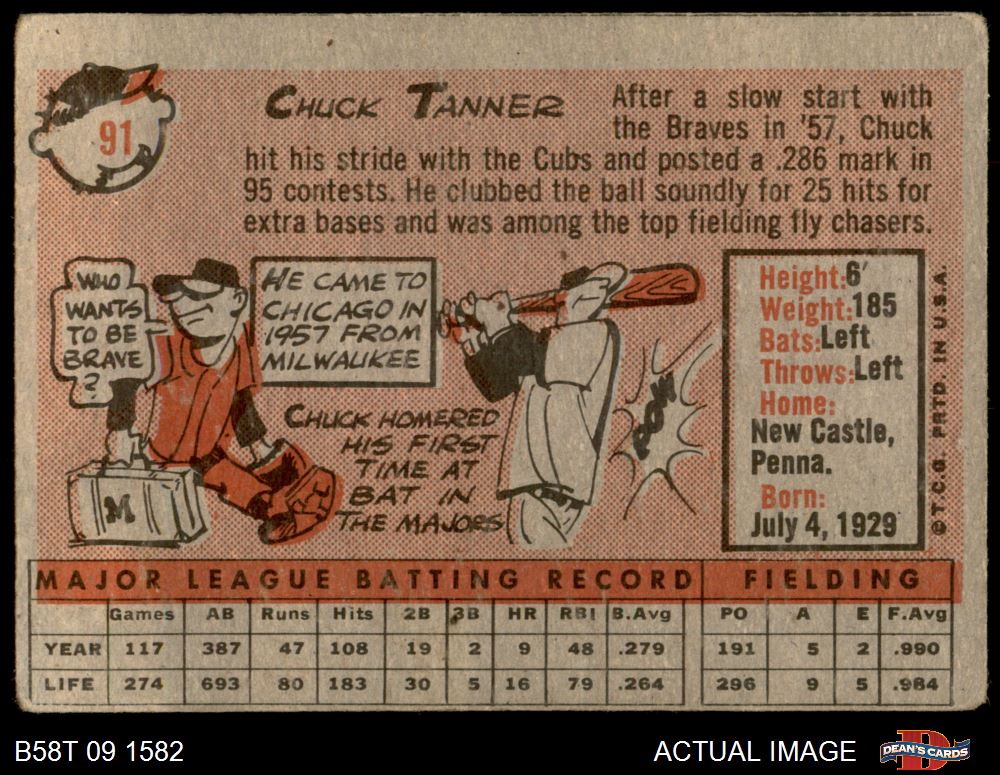 91
CHUCK TANNER
After a slow start with
the Braves in '57, Chuck
hit his stride with the Cubs and posted a .286 mark in
95 contests. He clubbed the ball soundly for 25 hits for
extra bases and was among the top fielding fly chasers.
WHO
WANTS
TO BE
BRAVE
?
M
HE CAME TO
CHICAGO IN
1957 FROM
MILWAUKEE
CHUCK HOMERED
HIS FIRST
TIME AT
BAT IN
THE MAJORS
POW
Height:6'
Weight:185
Bats:Left
Throws:Left
Home:
New Castle,
Penna.
Born:
July 4, 1929
© T.C.G. PRTD. IN U.S.A.
MAJOR LEAGUE BATTING RECORD FIELDING
Games AB Runs Hits 2B 3B HR RBI B.Avg PO A E F.Avg
YEAR 117 387 47 108 19 2 9 48 .279 191 5 2 .990
LIFE 274 693 80 183 30 5 16 79 .264 296 9 5 .984
B58T 09 1582 ACTUAL IMAGE DEAN'S CARDS